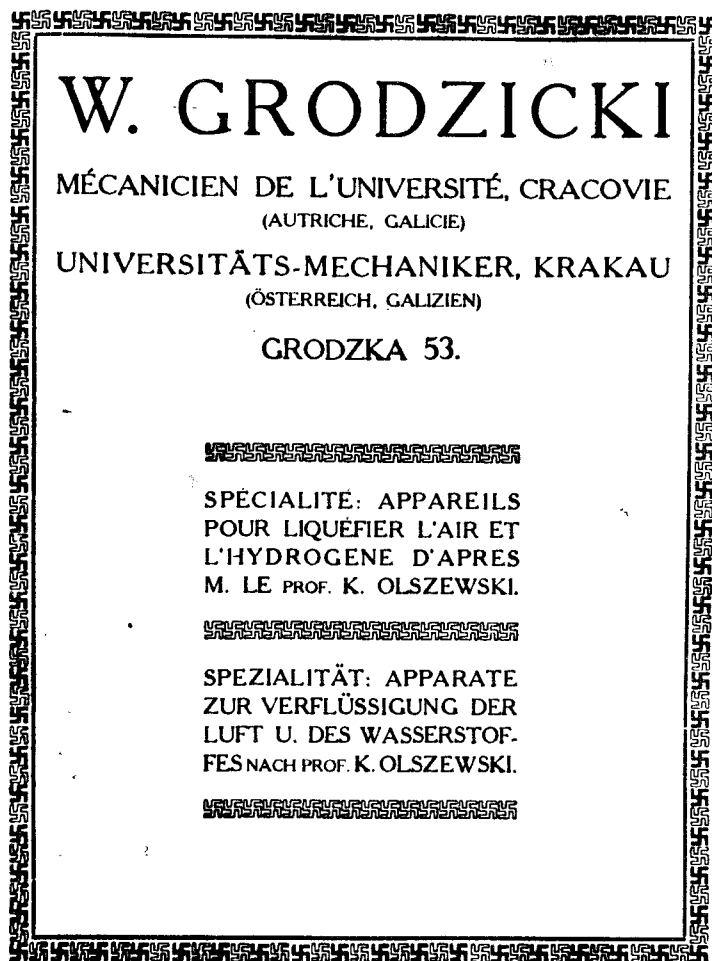 W. GRODZICKI
MÉCANICIEN DE L'UNIVERSITÉ, CRACOVIE
(AUTRICHE, GALICIE)
UNIVERSITÄTS-MECHANIKER, KRAKAU
(ÖSTERREICH, GALIZIEN)
GRODZKA 53.
SPÉCIALITÉ: APPAREILS
POUR LIQUÉFIER L'AIR ET
L'HYDROGENE D'APRES
M. LE PROF. K. OLSZEWSKI.
SPEZIALITÄT: APPARATE
ZUR VERFLÜSSIGUNG DER
LUFT U. DES WASSERSTOF-
FES NACH PROF. K. OLSZEWSKI.